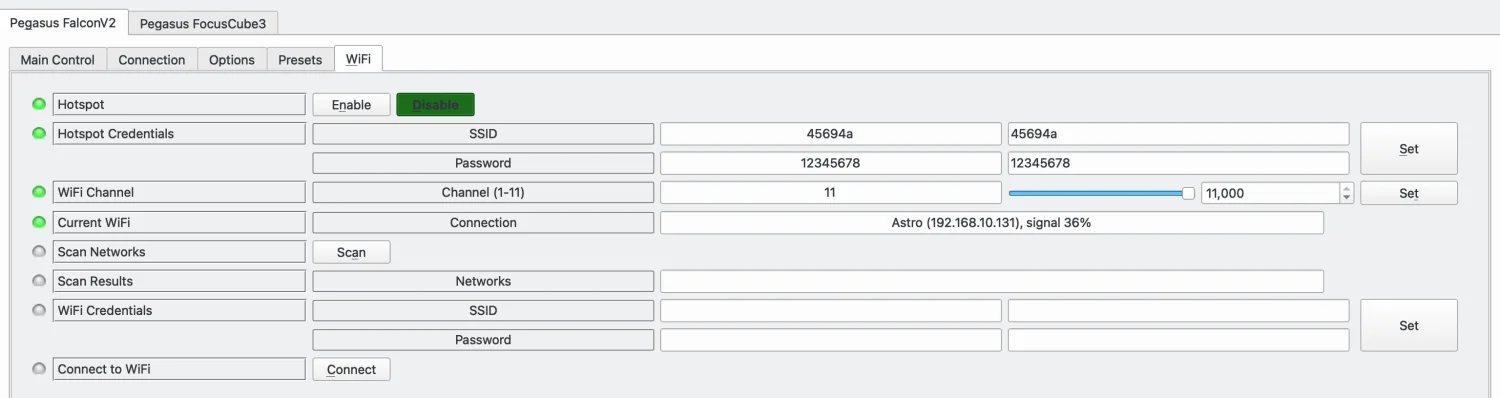 Pegasus FalconV2 Pegasus FocusCube3
Main Control Connection Options Presets WiFi
Hotspot Enable Disable
Hotspot Credentials SSID 45694a 45694a Set
Password 12345678 12345678
WiFi Channel Channel (1-11) 11 11,000 Set
Current WiFi Connection Astro (192.168.10.131), signal 36%
Scan Networks Scan
Scan Results Networks
WiFi Credentials SSID Set
Password
Connect to WiFi Connect